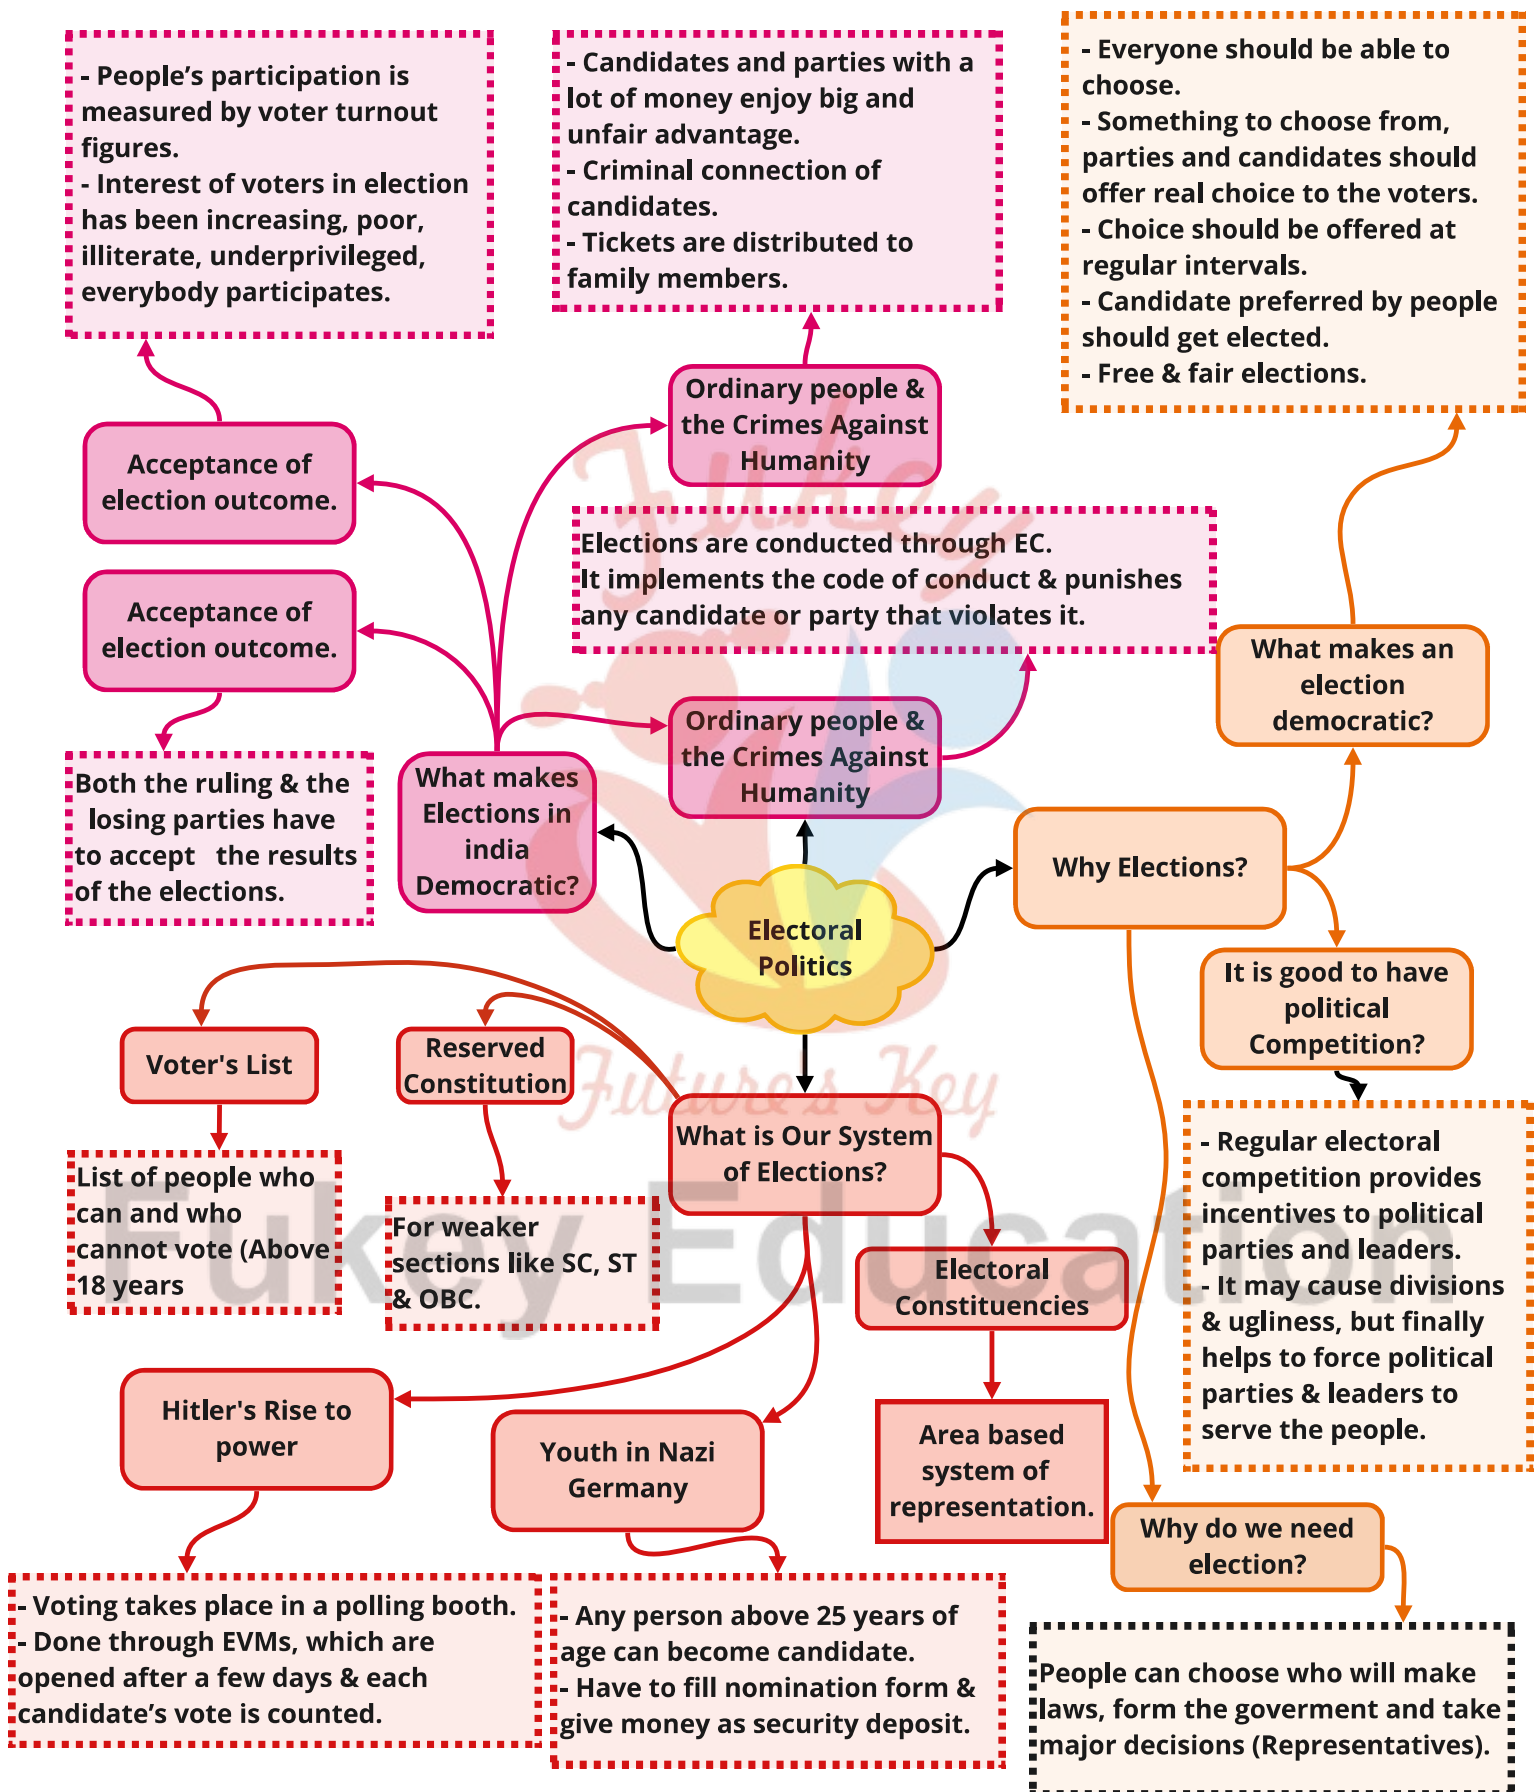 - People’s participation is
measured by voter turnout
figures.
- Interest of voters in election
has been increasing, poor,
illiterate, underprivileged,
everybody participates.
- Candidates and parties with a
lot of money enjoy big and
unfair advantage.
- Criminal connection of
candidates.
- Tickets are distributed to
family members.
- Everyone should be able to
choose.
- Something to choose from,
parties and candidates should
offer real choice to the voters.
- Choice should be offered at
regular intervals.
- Candidate preferred by people
should get elected.
- Free & fair elections.
Ordinary people &
the Crimes Against
Humanity
Acceptance of
election outcome.
Fukey
Elections are conducted through EC.
It implements the code of conduct & punishes
any candidate or party that violates it.
Acceptance of
election outcome.
What makes an
election
democratic?
Ordinary people &
the Crimes Against
Humanity
Both the ruling & the
losing parties have
to accept the results
of the elections.
What makes
Elections in
india
Democratic?
Why Elections?
Electoral
Politics
It is good to have
political
Competition?
Voter's List
Reserved
Constitution
Future's Key
What is Our System
of Elections?
- Regular electoral
competition provides
incentives to political
parties and leaders.
- It may cause divisions
& ugliness, but finally
helps to force political
parties & leaders to
serve the people.
List of people who
can and who
cannot vote (Above
18 years
For weaker
sections like SC, ST
& OBC.
Fukey Education
Electoral
Constituencies
Hitler's Rise to
power
Youth in Nazi
Germany
Area based
system of
representation.
Why do we need
election?
- Voting takes place in a polling booth.
- Done through EVMs, which are
opened after a few days & each
candidate’s vote is counted.
- Any person above 25 years of
age can become candidate.
- Have to fill nomination form &
give money as security deposit.
People can choose who will make
laws, form the goverment and take
major decisions (Representatives).